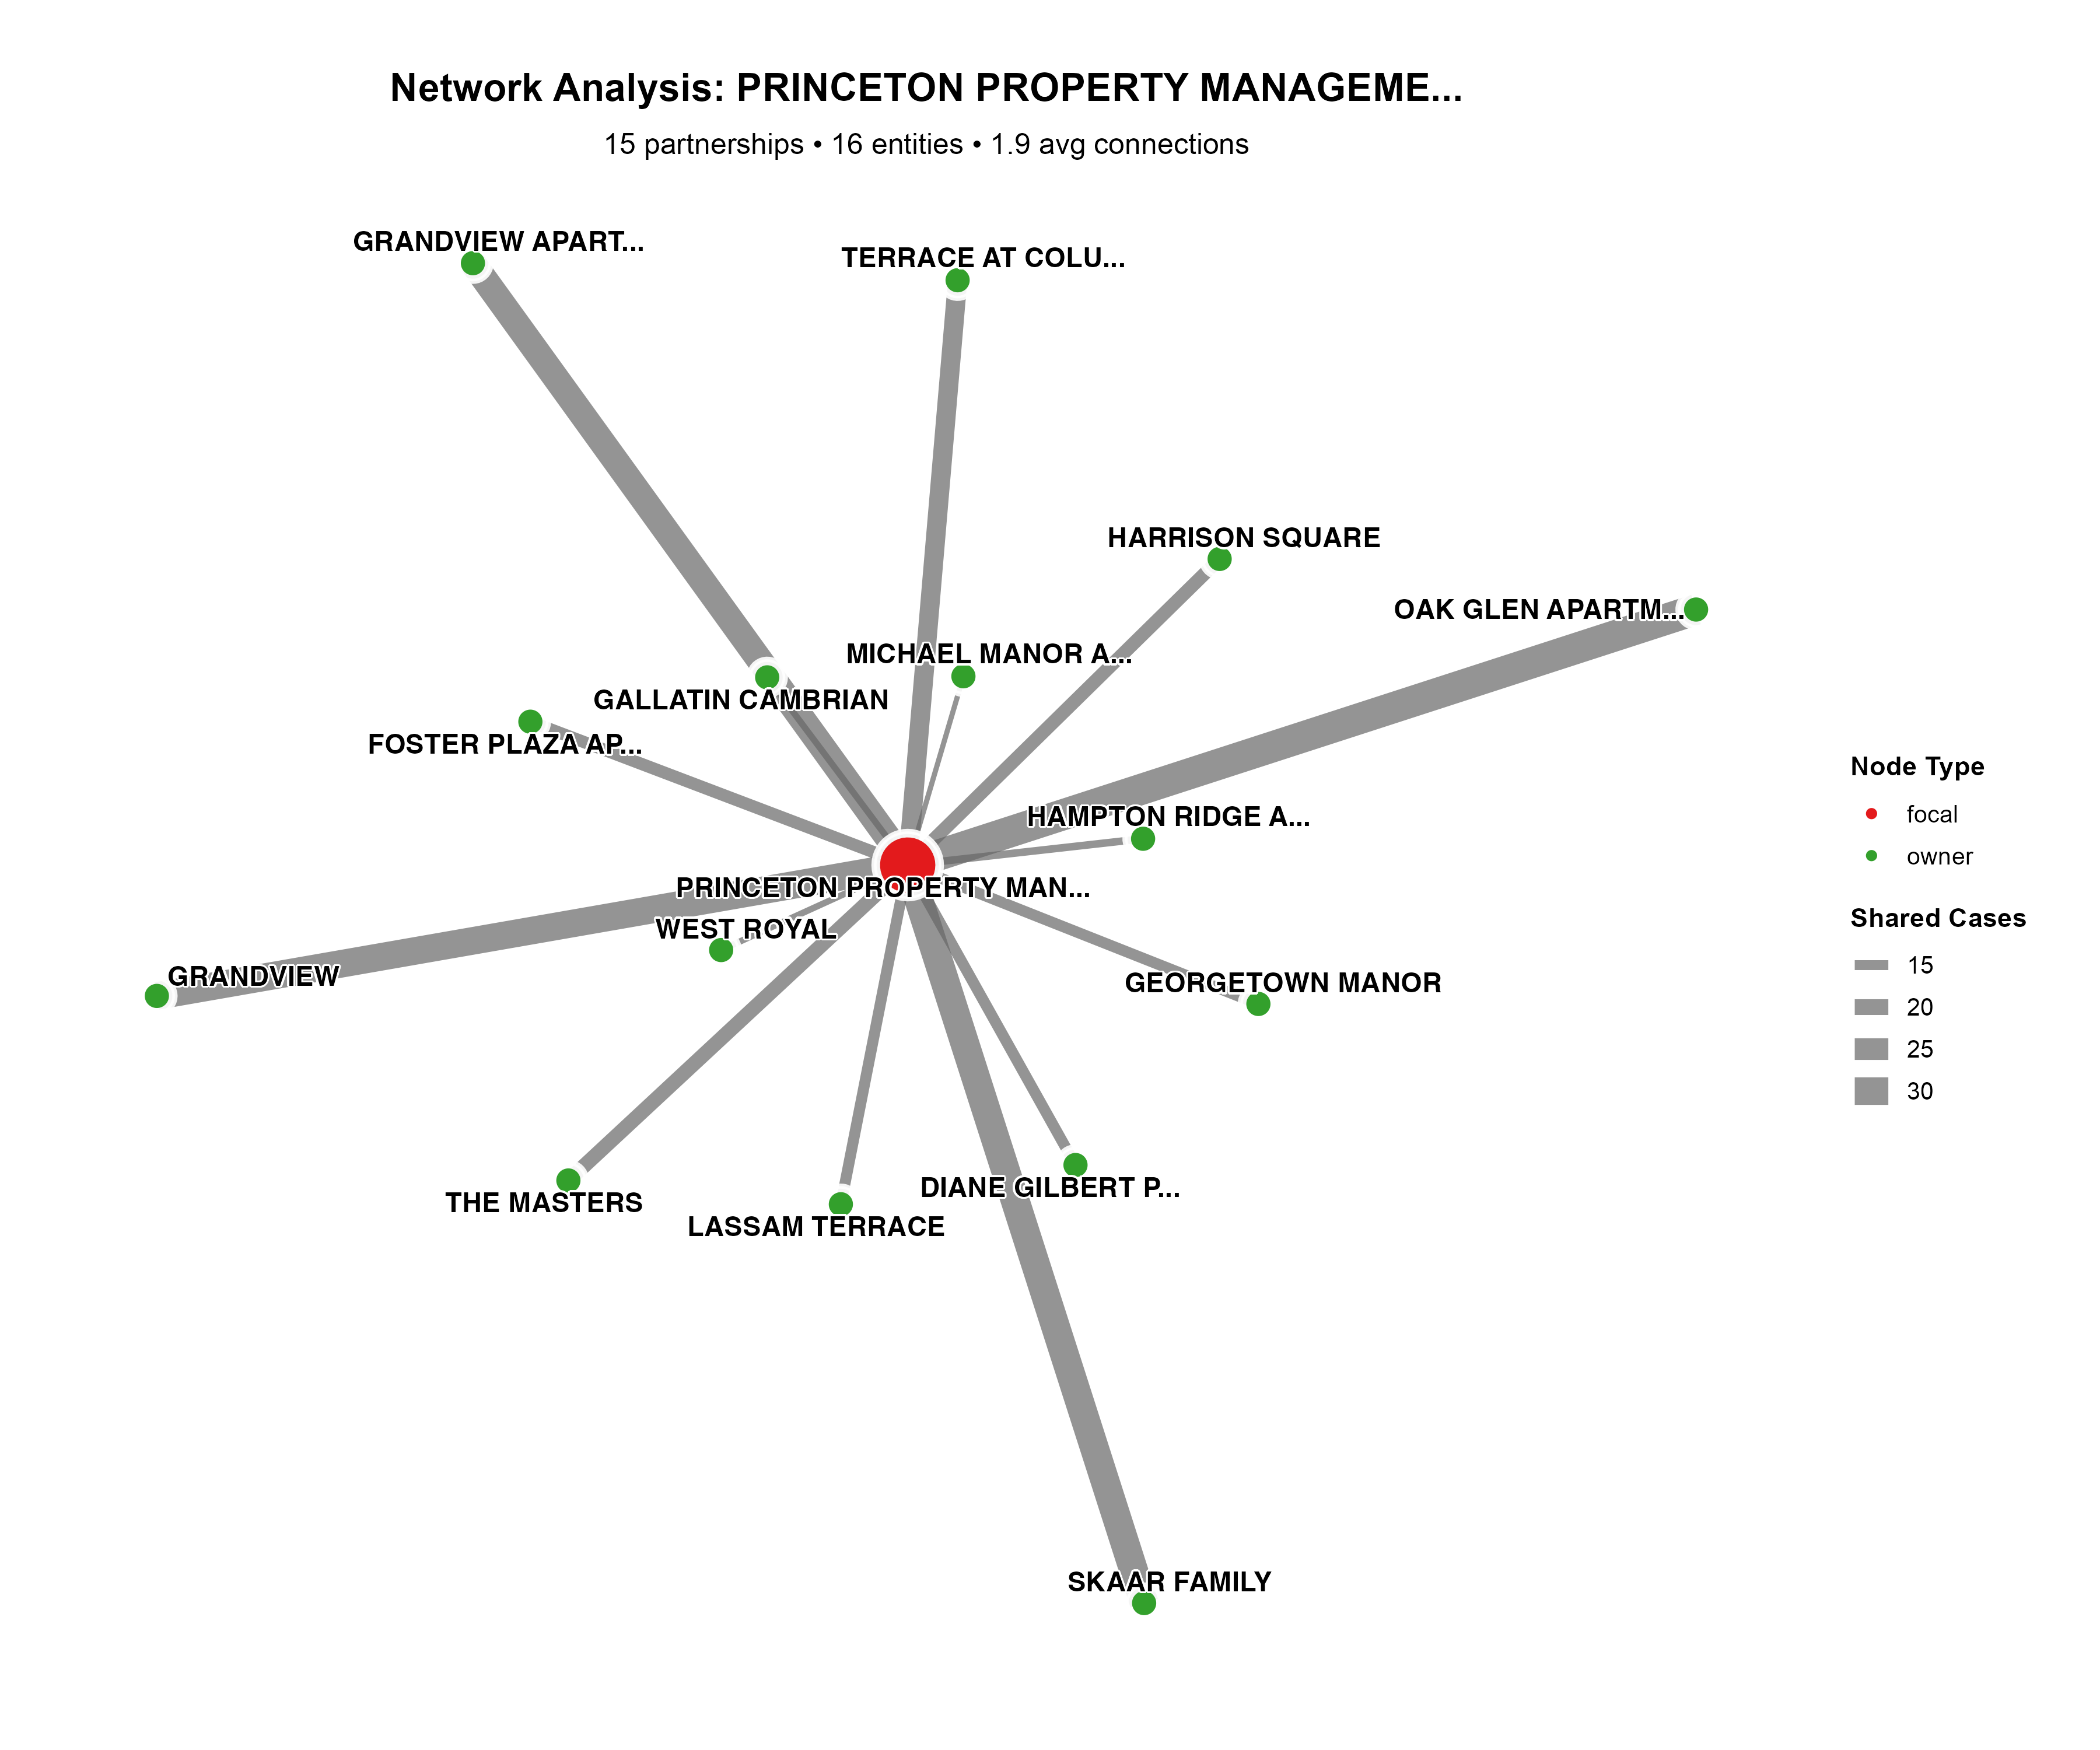 Network Analysis: PRINCETON PROPERTY MANAGEME...
15 partnerships • 16 entities • 1.9 avg connections
GRANDVIEW APART...
TERRACE AT COLU...
HARRISON SQUARE
OAK GLEN APARTM...
MICHAEL MANOR A...
GALLATIN CAMBRIAN
FOSTER PLAZA AP...
HAMPTON RIDGE A...
PRINCETON PROPERTY MAN...
WEST ROYAL
GRANDVIEW
GEORGETOWN MANOR
THE MASTERS
LASSAM TERRACE
DIANE GILBERT P...
SKAAR FAMILY
Node Type
focal
owner
Shared Cases
15
20
25
30